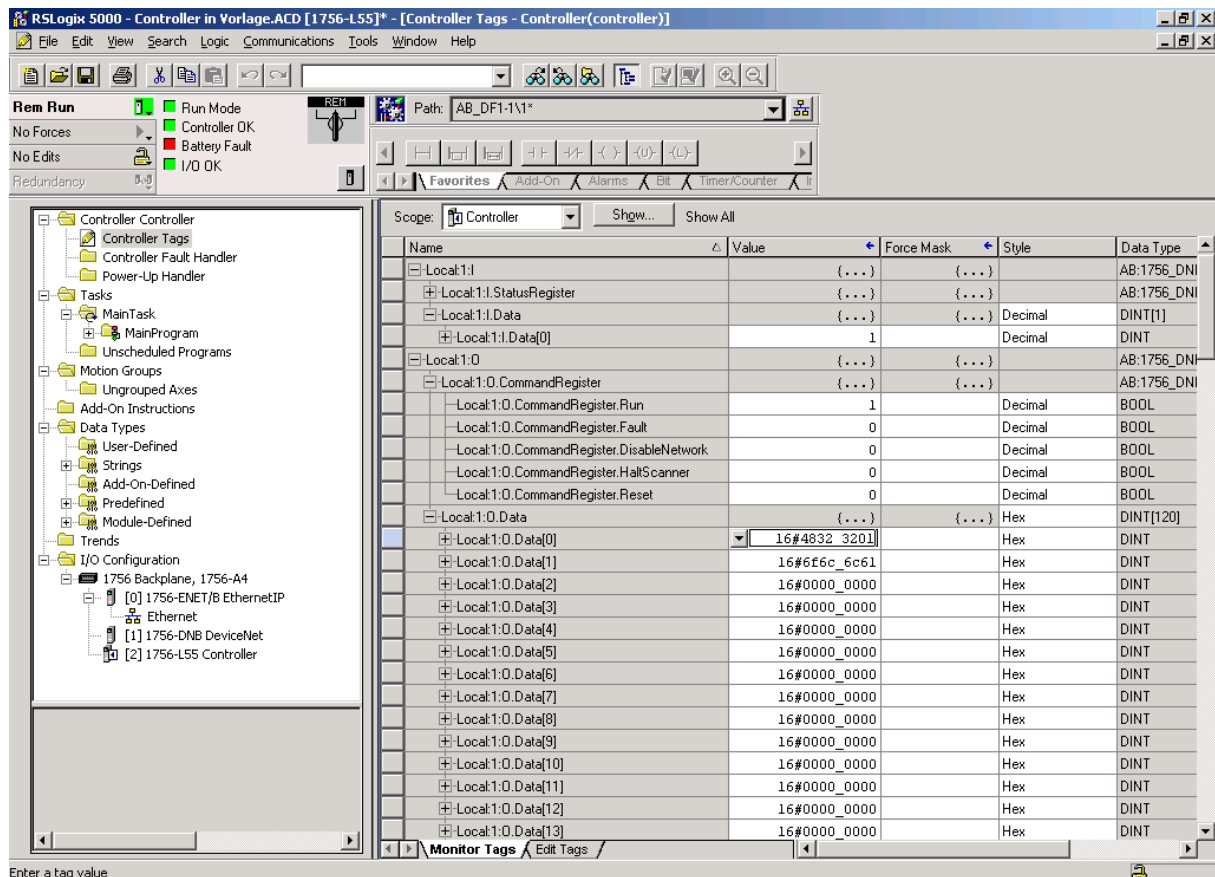 RSLogix 5000 - Controller in Vorlage.ACD [1756-L55]* - [Controller Tags - Controller(controller)]
File Edit View Search Logic Communications Tools Window Help
Rem Run
No Forces
No Edits
Redundancy
Run Mode
Controller OK
Battery Fault
I/O OK
REM
Path: AB_DF1-1\1*
Favorites Add-On Alarms Bit Timer/Counter
Controller Controller
Controller Tags
Controller Fault Handler
Power-Up Handler
Tasks
MainTask
MainProgram
Unscheduled Programs
Motion Groups
Ungrouped Axes
Add-On Instructions
Data Types
User-Defined
Strings
Add-On-Defined
Predefined
Module-Defined
Trends
I/O Configuration
1756 Backplane, 1756-A4
[0] 1756-ENET/B EthernetIP
Ethernet
[1] 1756-DNB DeviceNet
[2] 1756-L55 Controller
Scope: Controller Show... Show All
Name Value Force Mask Style Data Type
Local:1:I {...} {...} AB:1756_DNI
Local:1:I.StatusRegister {...} {...} AB:1756_DNI
Local:1:I.Data {...} {...} Decimal DINT[1]
Local:1:I.Data[0] 1 Decimal DINT
Local:1:O {...} {...} AB:1756_DNI
Local:1:O.CommandRegister {...} {...} AB:1756_DNI
Local:1:O.CommandRegister.Run 1 Decimal BOOL
Local:1:O.CommandRegister.Fault 0 Decimal BOOL
Local:1:O.CommandRegister.DisableNetwork 0 Decimal BOOL
Local:1:O.CommandRegister.HaltScanner 0 Decimal BOOL
Local:1:O.CommandRegister.Reset 0 Decimal BOOL
Local:1:O.Data {...} {...} Hex DINT[120]
Local:1:O.Data[0] 16#4832_3201 Hex DINT
Local:1:O.Data[1] 16#6f6c_6c61 Hex DINT
Local:1:O.Data[2] 16#0000_0000 Hex DINT
Local:1:O.Data[3] 16#0000_0000 Hex DINT
Local:1:O.Data[4] 16#0000_0000 Hex DINT
Local:1:O.Data[5] 16#0000_0000 Hex DINT
Local:1:O.Data[6] 16#0000_0000 Hex DINT
Local:1:O.Data[7] 16#0000_0000 Hex DINT
Local:1:O.Data[8] 16#0000_0000 Hex DINT
Local:1:O.Data[9] 16#0000_0000 Hex DINT
Local:1:O.Data[10] 16#0000_0000 Hex DINT
Local:1:O.Data[11] 16#0000_0000 Hex DINT
Local:1:O.Data[12] 16#0000_0000 Hex DINT
Local:1:O.Data[13] 16#0000_0000 Hex DINT
Monitor Tags Edit Tags
Enter a tag value